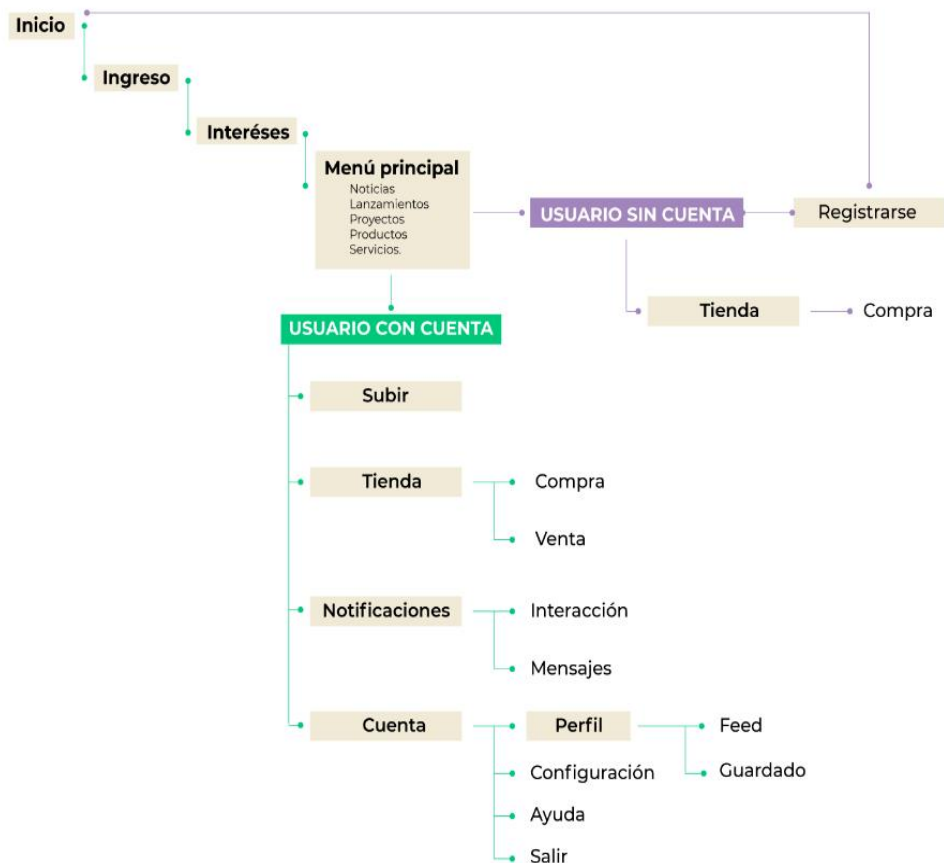 Inicio
Ingreso
Interéses
Menú principal
Noticias
Lanzamientos
Proyectos
Productos
Servicios.
USUARIO SIN CUENTA
Registrarse
Tienda
Compra
USUARIO CON CUENTA
Subir
Tienda
Compra
Venta
Notificaciones
Interacción
Mensajes
Cuenta
Perfil
Feed
Guardado
Configuración
Ayuda
Salir